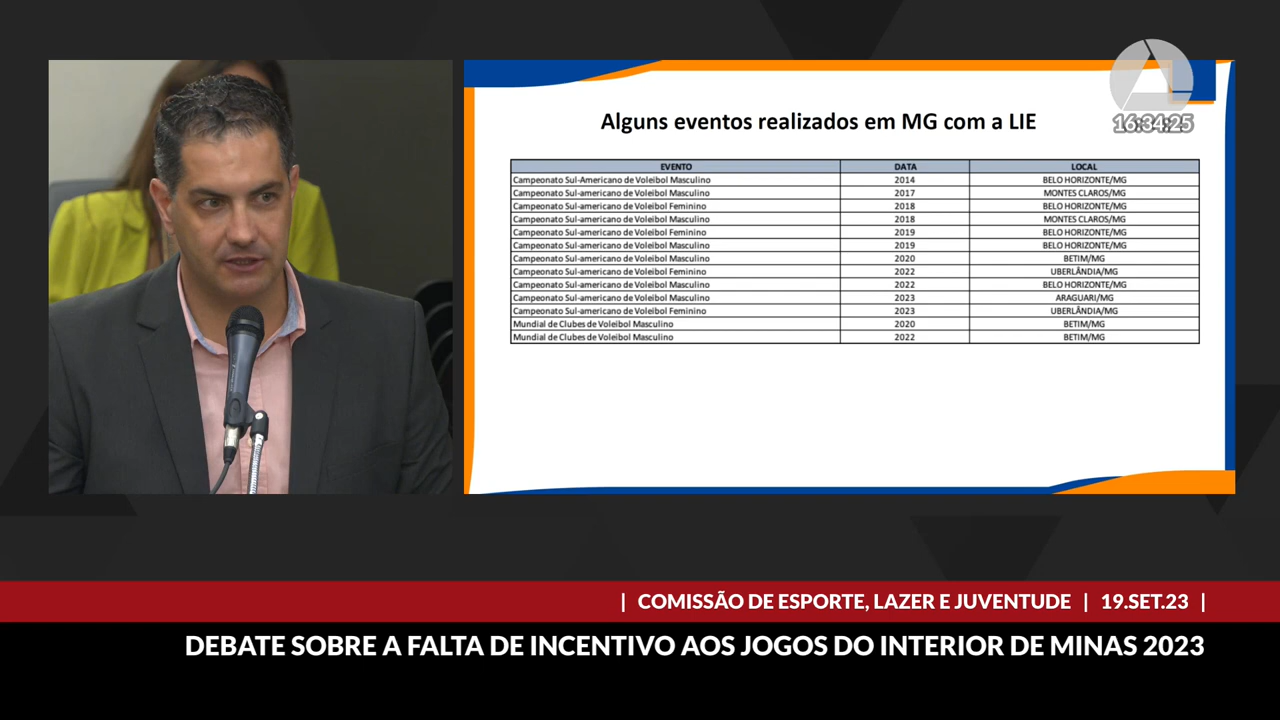 16:34:25
Alguns eventos realizados em MG com a LIE
EVENTO DATA LOCAL
Campeonato Sul-Americano de Voleibol Masculino 2014 BELO HORIZONTE/MG
Campeonato Sul-americano de Voleibol Masculino 2017 MONTES CLAROS/MG
Campeonato Sul-americano de Voleibol Feminino 2018 BELO HORIZONTE/MG
Campeonato Sul-americano de Voleibol Masculino 2018 MONTES CLAROS/MG
Campeonato Sul-americano de Voleibol Feminino 2019 BELO HORIZONTE/MG
Campeonato Sul-americano de Voleibol Masculino 2019 BELO HORIZONTE/MG
Campeonato Sul-americano de Voleibol Masculino 2020 BETIM/MG
Campeonato Sul-americano de Voleibol Feminino 2022 UBERLÂNDIA/MG
Campeonato Sul-americano de Voleibol Masculino 2022 BELO HORIZONTE/MG
Campeonato Sul-americano de Voleibol Masculino 2023 ARAGUARI/MG
Campeonato Sul-americano de Voleibol Feminino 2023 UBERLÂNDIA/MG
Mundial de Clubes de Voleibol Masculino 2020 BETIM/MG
Mundial de Clubes de Voleibol Masculino 2022 BETIM/MG
| COMISSÃO DE ESPORTE, LAZER E JUVENTUDE | 19.SET.23 |
DEBATE SOBRE A FALTA DE INCENTIVO AOS JOGOS DO INTERIOR DE MINAS 2023